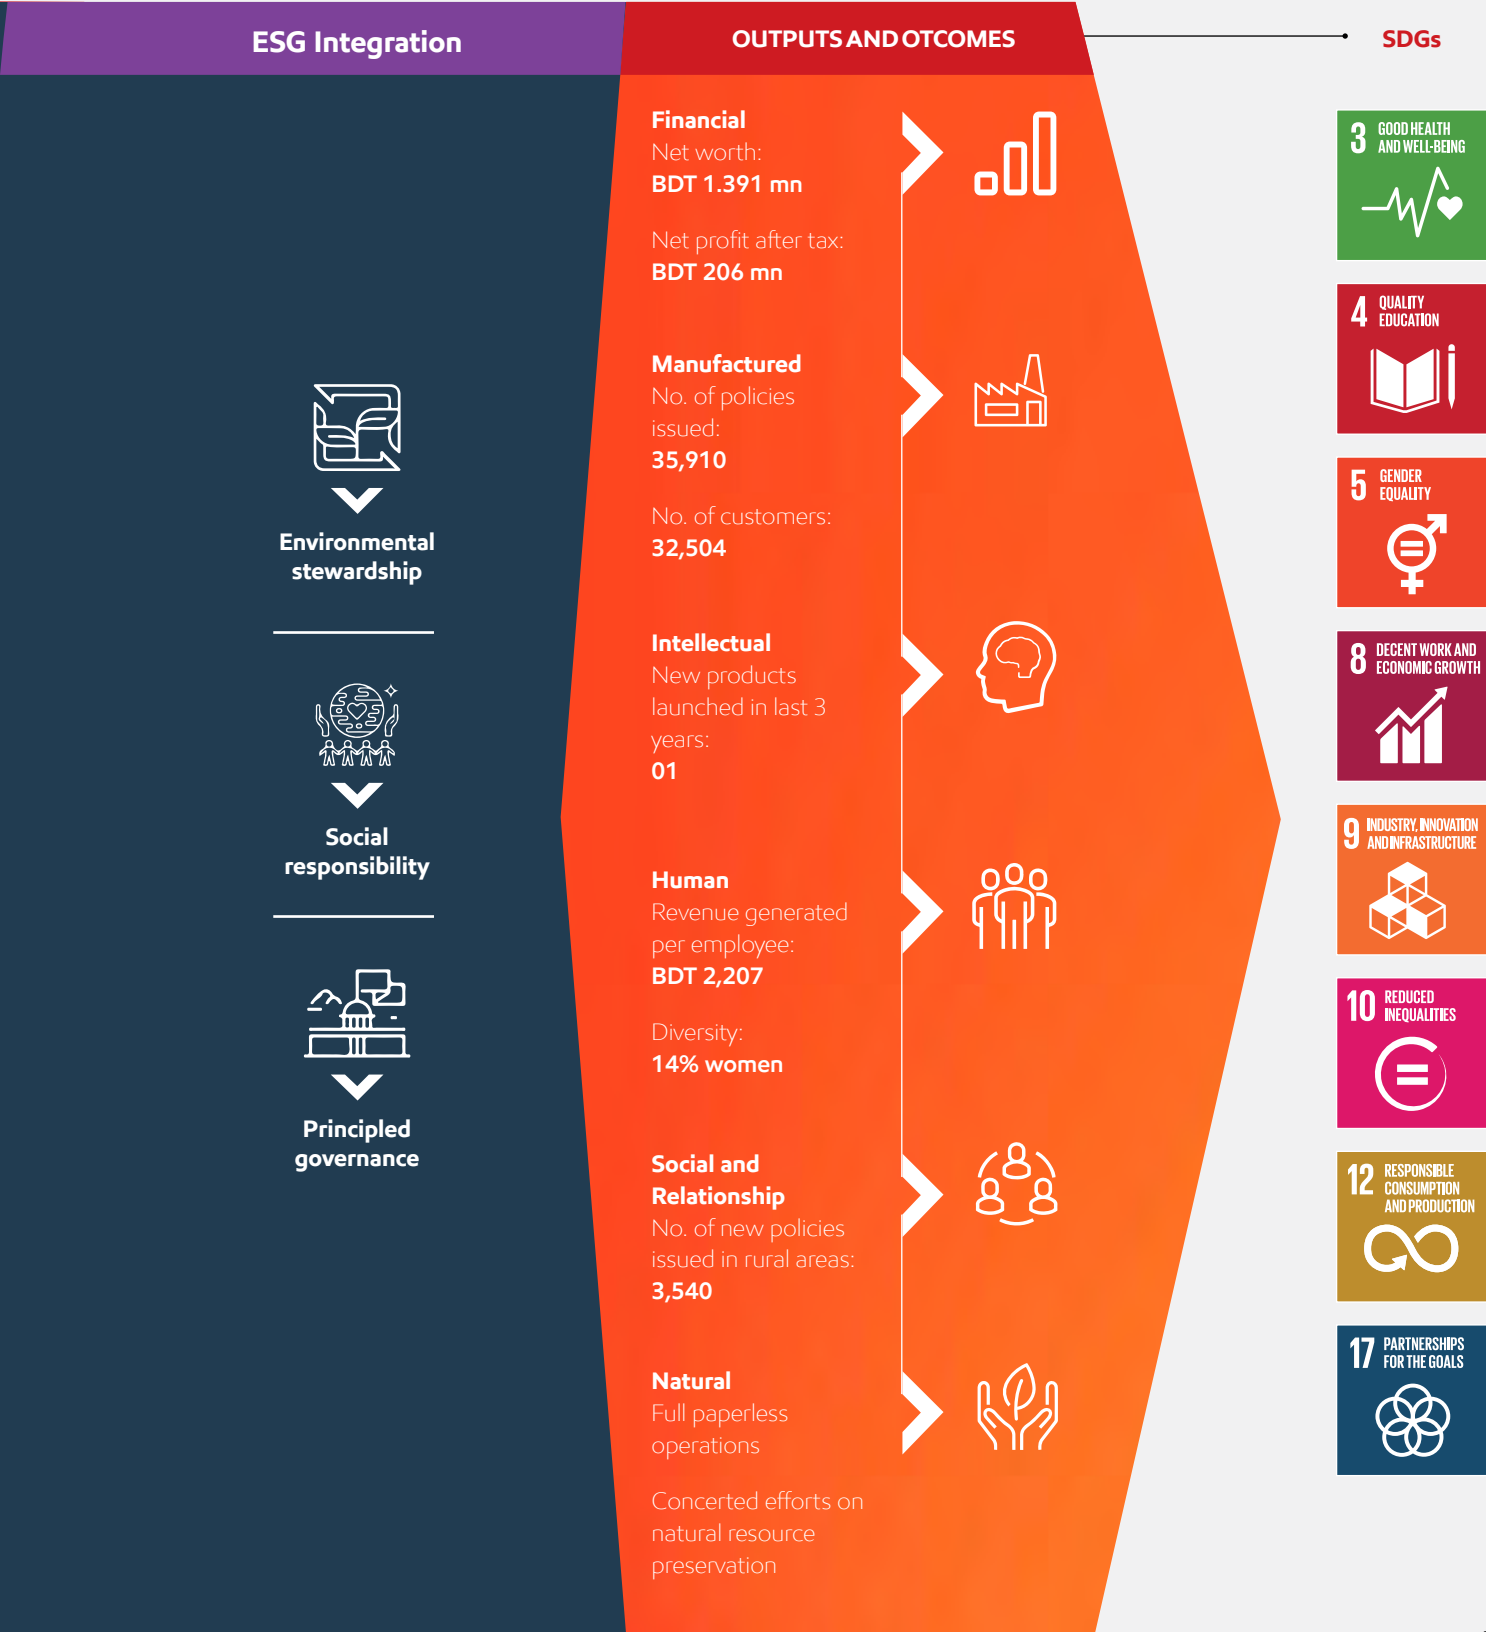 ESG Integration
OUTPUTS AND OTCOMES
SDGs
Environmental
stewardship
Social
responsibility
Principled
governance
Financial
Net worth:
BDT 1.391 mn
Net profit after tax:
BDT 206 mn
Manufactured
No. of policies
issued:
35,910
No. of customers:
32,504
Intellectual
New products
launched in last 3
years:
01
Human
Revenue generated
per employee:
BDT 2,207
Diversity:
14% women
Social and
Relationship
No. of new policies
issued in rural areas:
3,540
Natural
Full paperless
operations
Concerted efforts on
natural resource
preservation
3 GOOD HEALTH
AND WELL-BEING
4 QUALITY
EDUCATION
5 GENDER
EQUALITY
8 DECENT WORK AND
ECONOMIC GROWTH
9 INDUSTRY, INNOVATION
AND INFRASTRUCTURE
10 REDUCED
INEQUALITIES
12 RESPONSIBLE
CONSUMPTION
AND PRODUCTION
17 PARTNERSHIPS
FOR THE GOALS